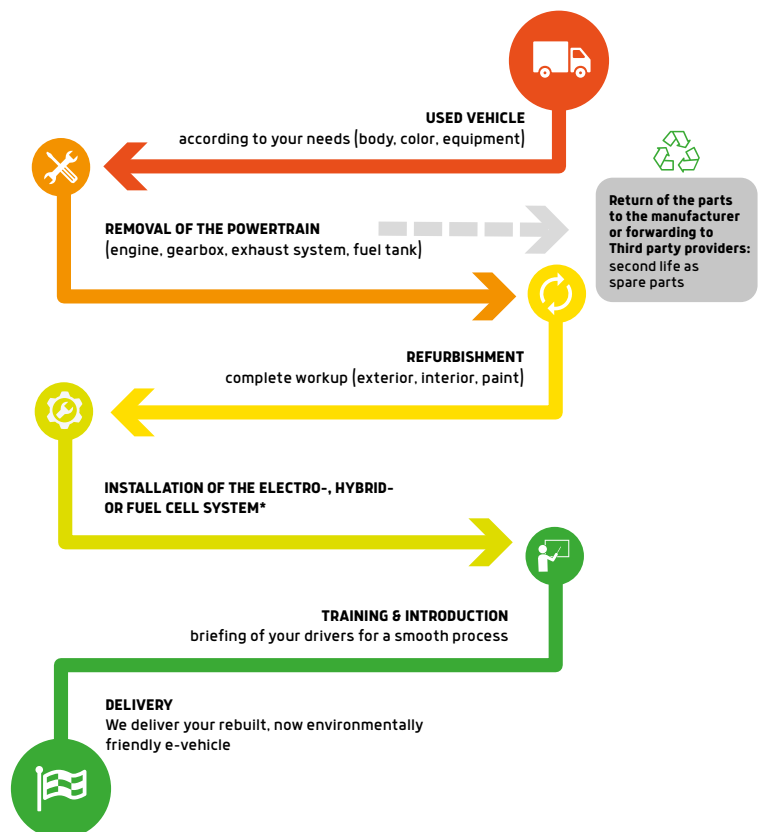 USED VEHICLE
according to your needs (body, color, equipment)
REMOVAL OF THE POWERTRAIN
(engine, gearbox, exhaust system, fuel tank)
Return of the parts
to the manufacturer
or forwarding to
Third party providers:
second life as
spare parts
REFURBISHMENT
complete workup (exterior, interior, paint)
INSTALLATION OF THE ELECTRO-, HYBRID-
OR FUEL CELL SYSTEM*
TRAINING & INTRODUCTION
briefing of your drivers for a smooth process
DELIVERY
We deliver your rebuilt, now environmentally
friendly e-vehicle